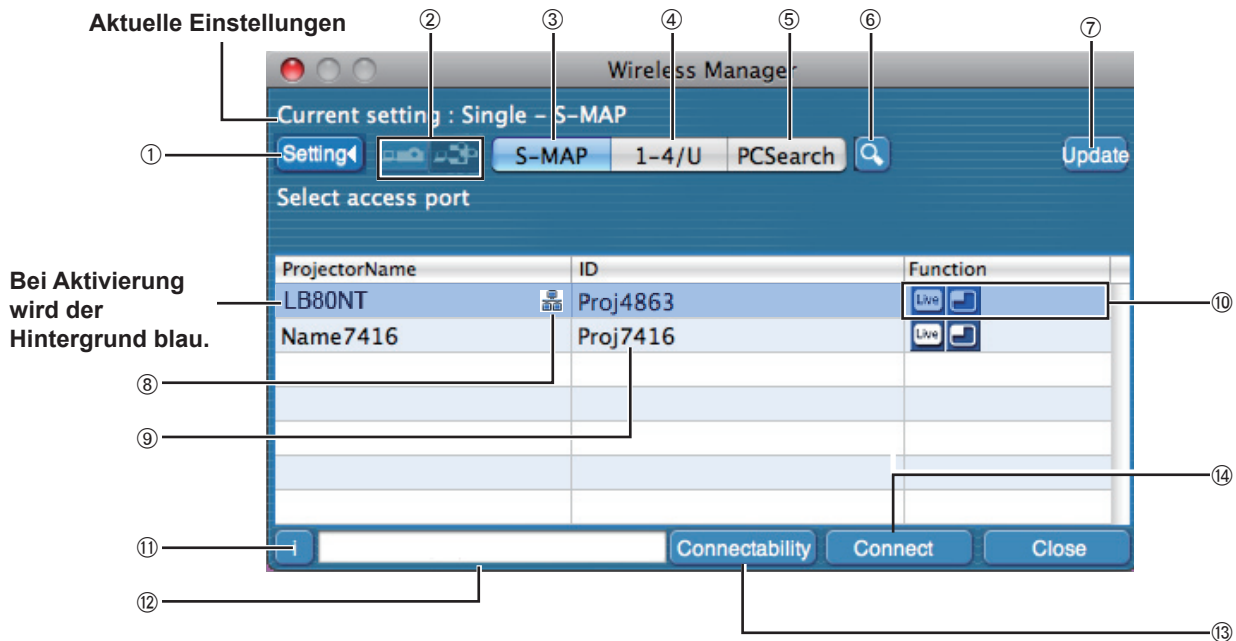 Aktuelle Einstellungen
② ③ ④ ⑤ ⑥ ⑦
Wireless Manager
Current setting : Single – S–MAP
①
Setting
S–MAP
1–4/U
PCSearch
Update
Select access port
ProjectorName
ID
Function
Bei Aktivierung
wird der
Hintergrund blau.
LB80NT
Proj4863
Live
⑩
Name7416
Proj7416
Live
⑧
⑨
⑭
⑪
i
Connectability
Connect
Close
⑫
⑬